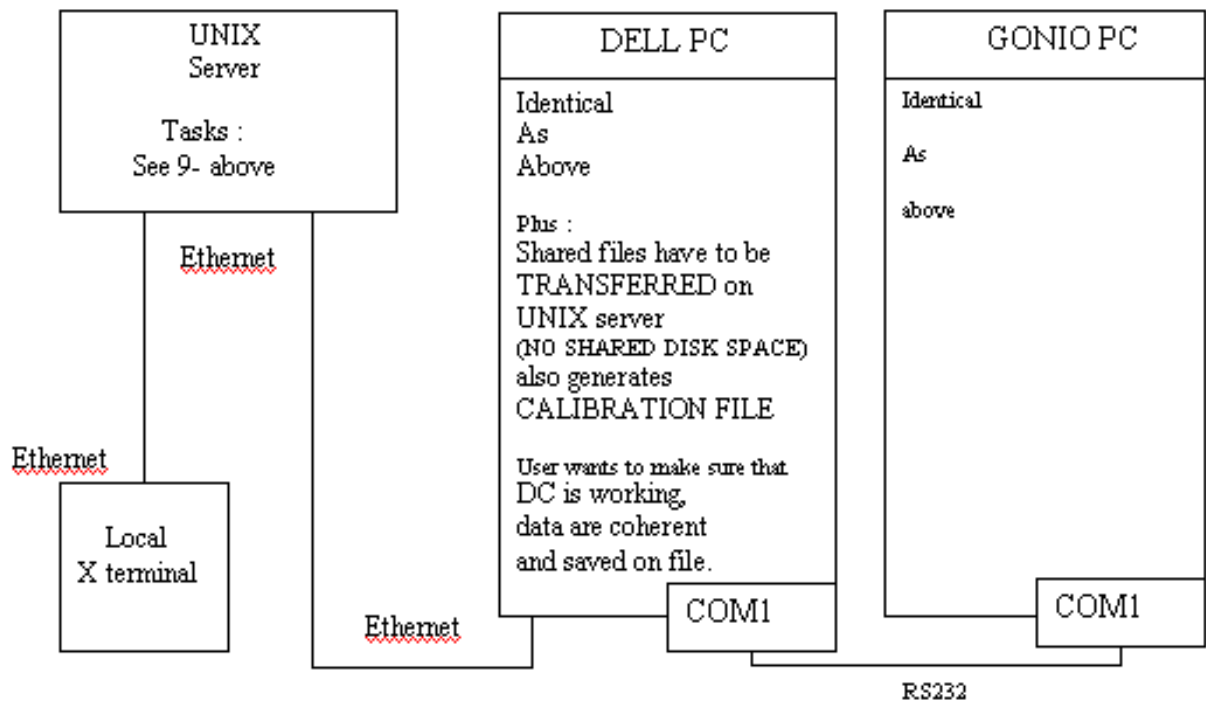 UNIX
Server
Tasks :
See 9- above
Ethernet
Ethernet
Local
X terminal
Ethernet
DELL PC
Identical
As
Above
Plus :
Shared files have to be
TRANSFERRED on
UNIX server
(NO SHARED DISK SPACE)
also generates
CALIBRATION FILE
User wants to make sure that
DC is working,
data are coherent
and saved on file.
COM1
GONIO PC
Identical
As
above
COM1
RS232